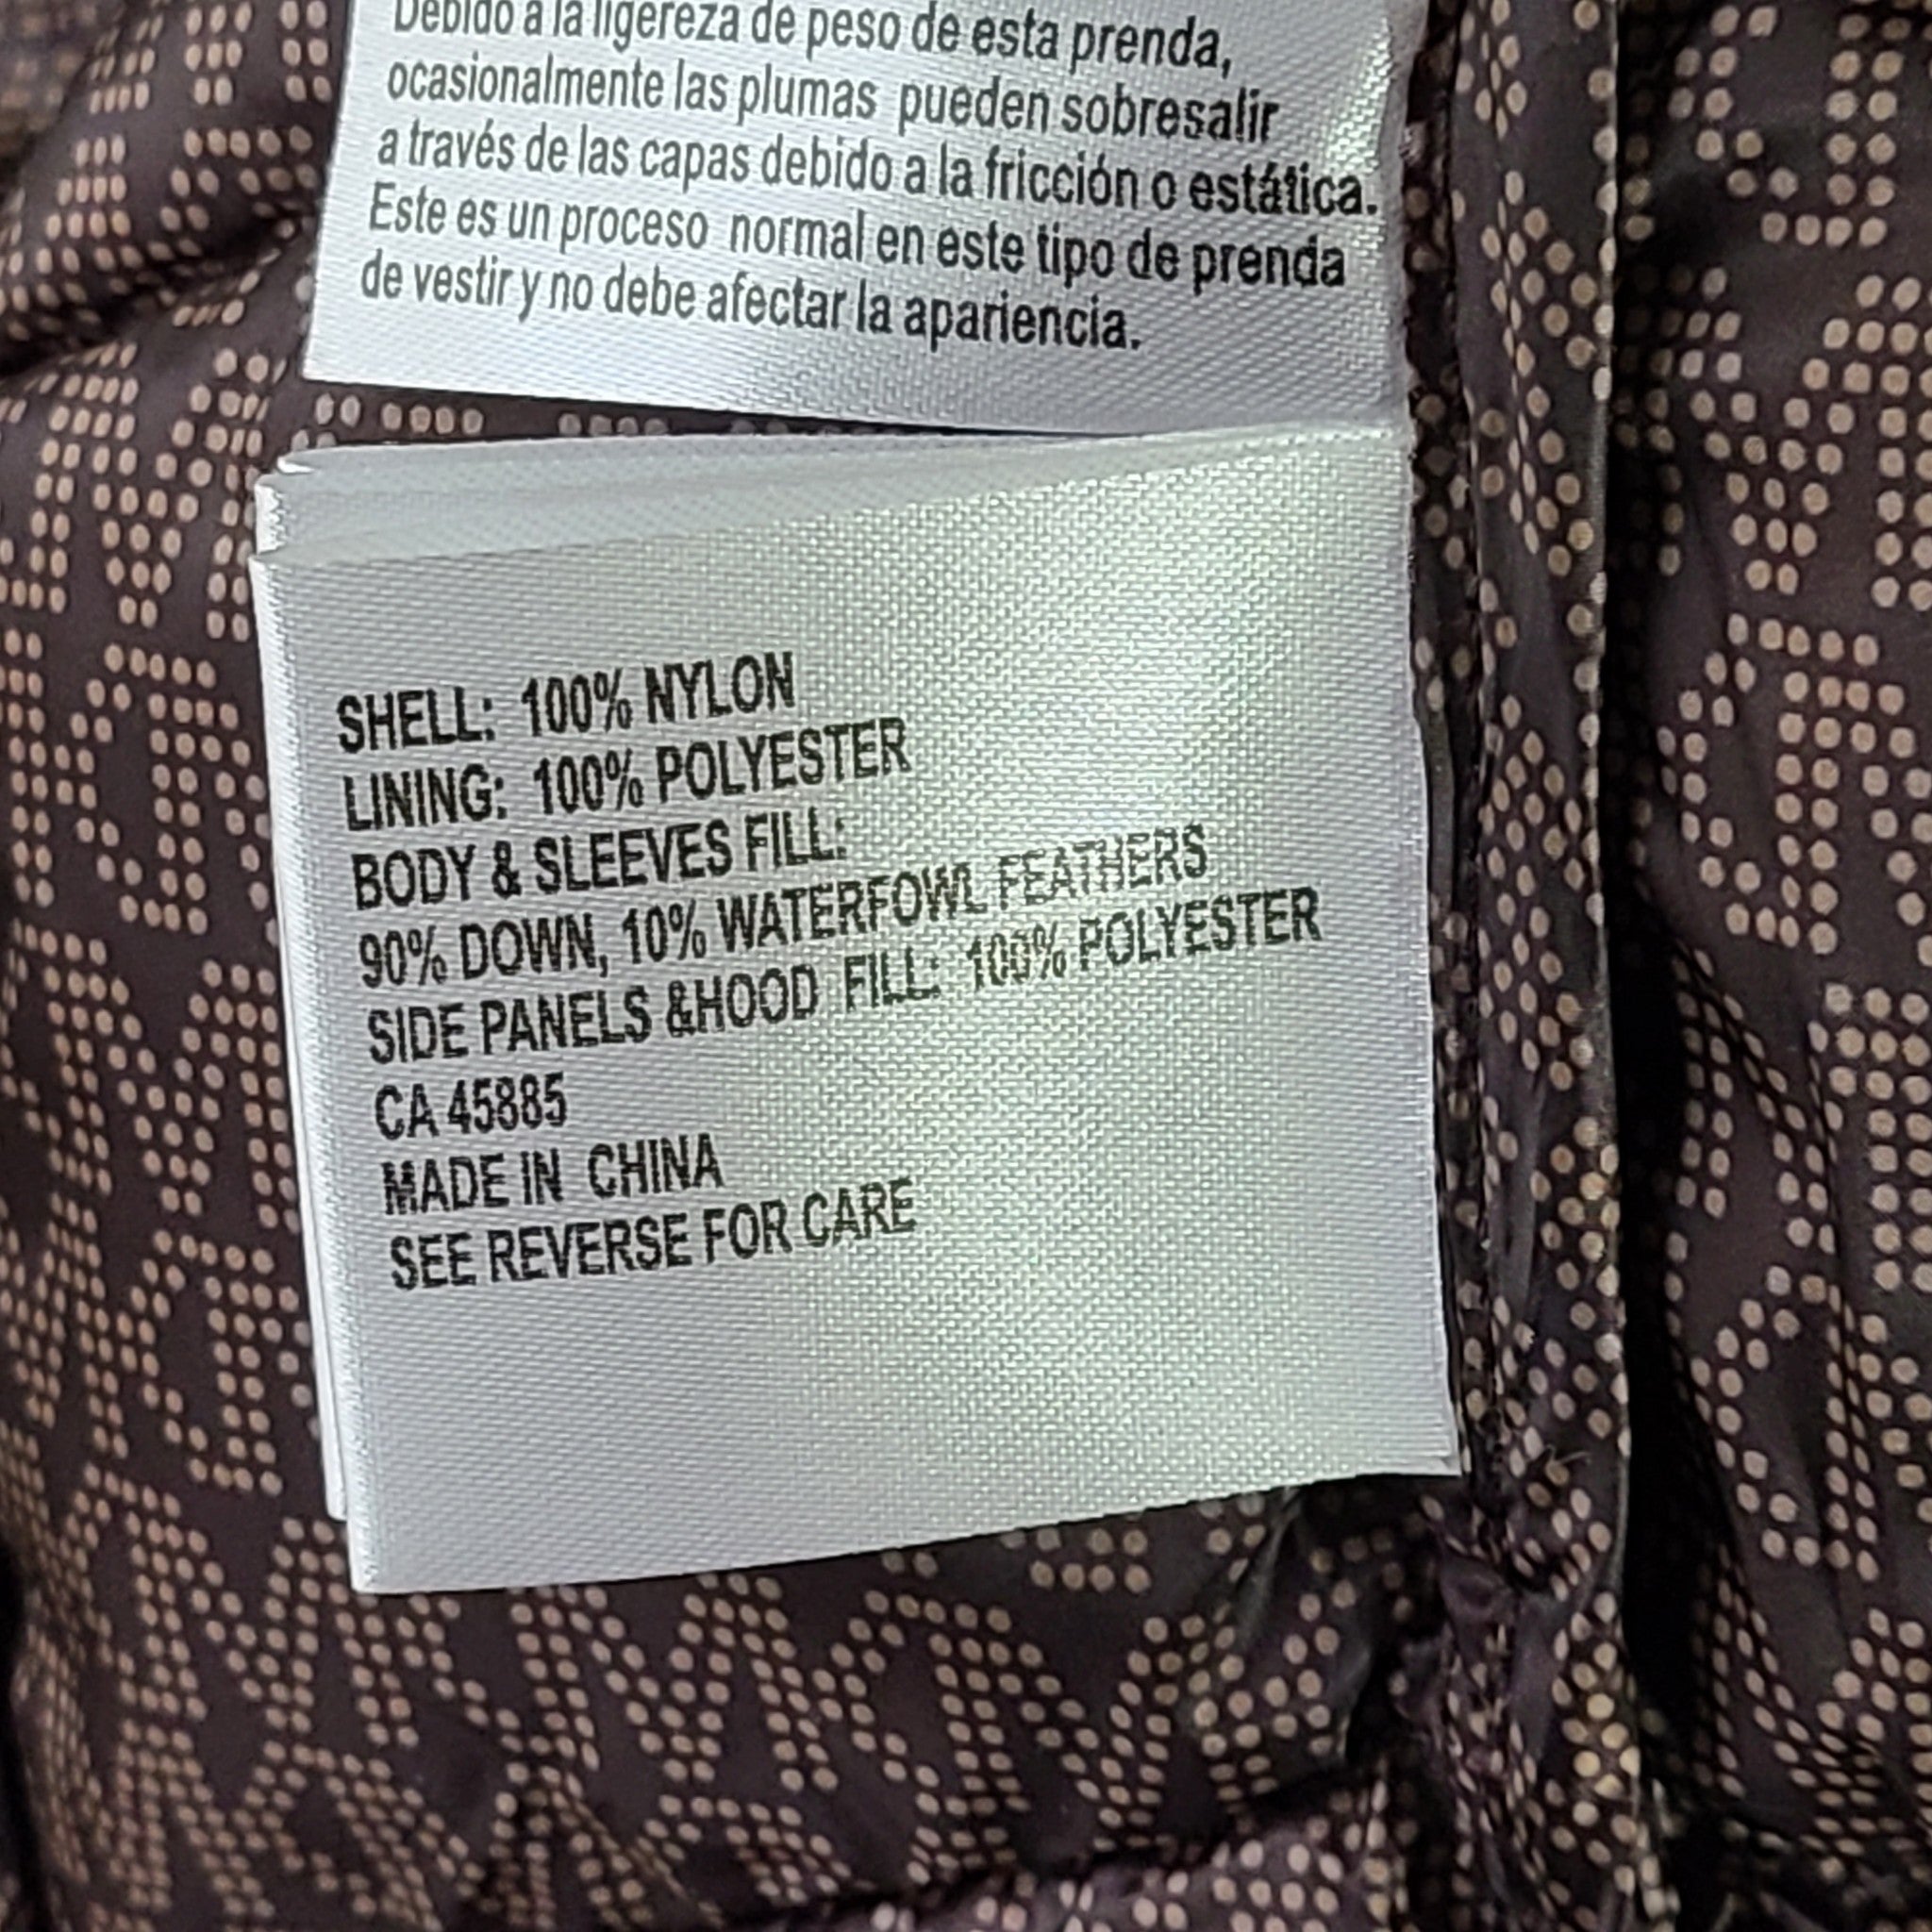 Debido a la ligereza de peso de esta prenda,
ocasionalmente las plumas pueden sobresalir
a través de las capas debido a la fricción o estática.
Este es un proceso normal en este tipo de prenda
de vestir y no debe afectar la apariencia.
SHELL: 100% NYLON
LINING: 100% POLYESTER
BODY & SLEEVES FILL:
90% DOWN, 10% WATERFOWL FEATHERS
SIDE PANELS &HOOD FILL: 100% POLYESTER
CA 45885
MADE IN CHINA
SEE REVERSE FOR CARE